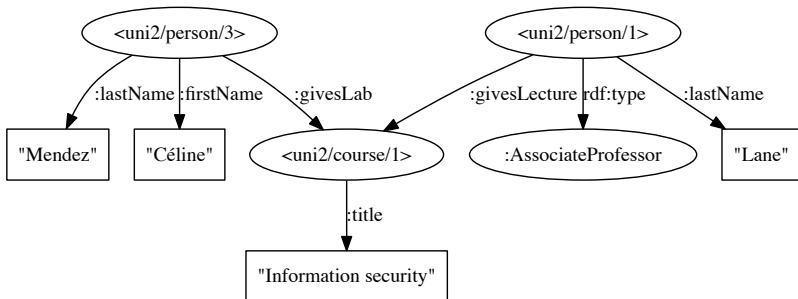 <uni2/person/3> <uni2/person/1>
:lastName :firstName :givesLab :givesLecture rdf:type :lastName
"Mendez" "Céline" <uni2/course/1> :AssociateProfessor "Lane"
:title
"Information security"